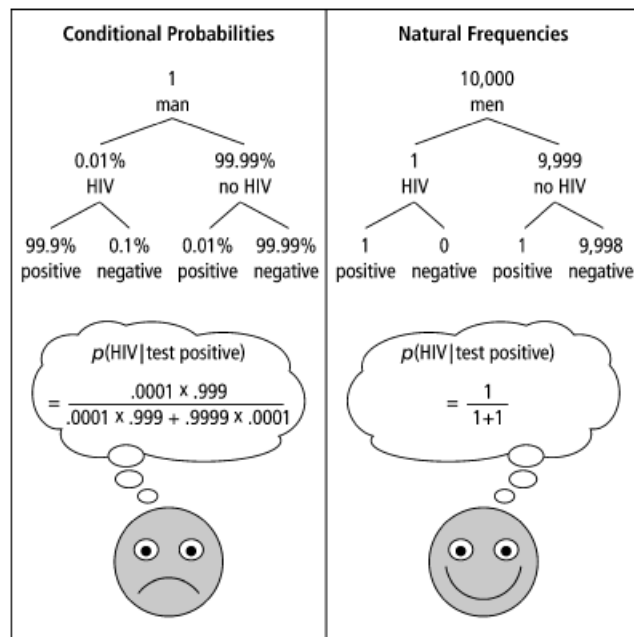 Conditional Probabilities
1
man
0.01% 99.99%
HIV no HIV
99.9% 0.1% 0.01% 99.99%
positive negative positive negative
p(HIV|test positive)
= .0001 x .999 / .0001 x .999 + .9999 x .0001
Natural Frequencies
10,000
men
1 9,999
HIV no HIV
1 0 1 9,998
positive negative positive negative
p(HIV|test positive)
= 1 / 1+1